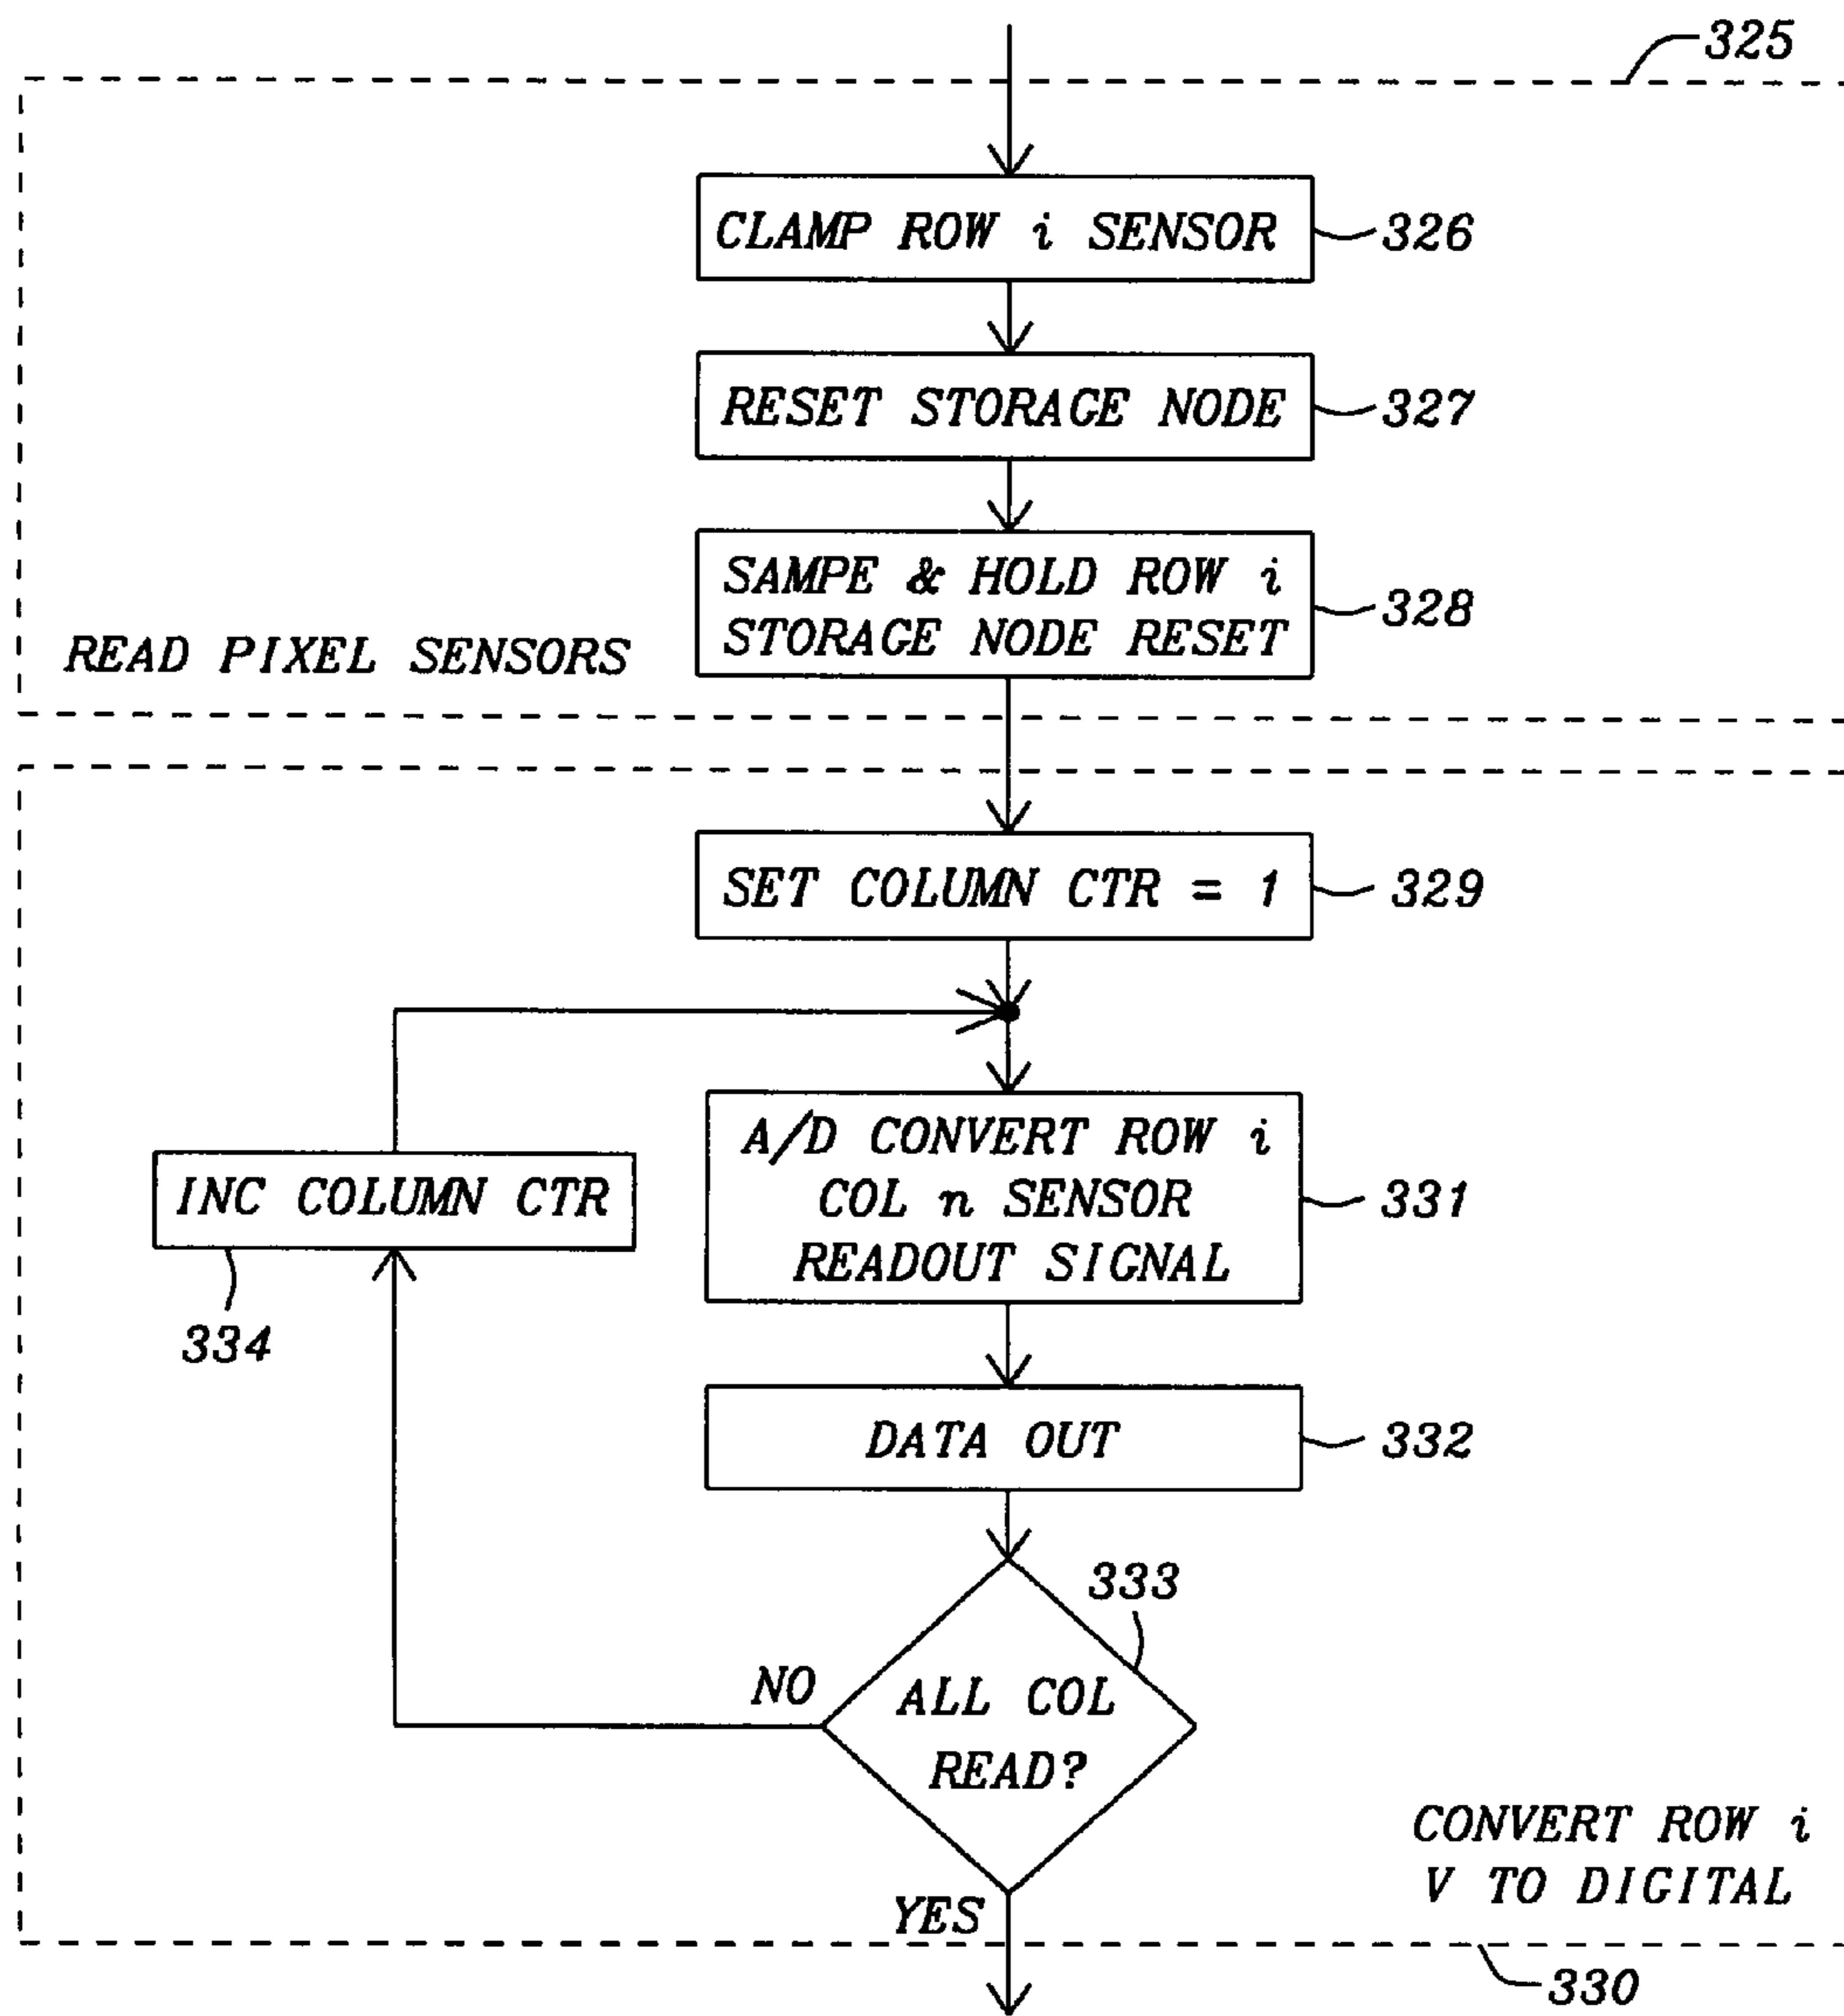 325
CLAMP ROW i SENSOR
326
RESET STORAGE NODE
327
SAMPE & HOLD ROW i
STORAGE NODE RESET
328
READ PIXEL SENSORS
SET COLUMN CTR = 1
329
A/D CONVERT ROW i
COL n SENSOR
READOUT SIGNAL
331
INC COLUMN CTR
334
DATA OUT
332
333
ALL COL
READ?
NO
YES
CONVERT ROW i
V TO DIGITAL
330